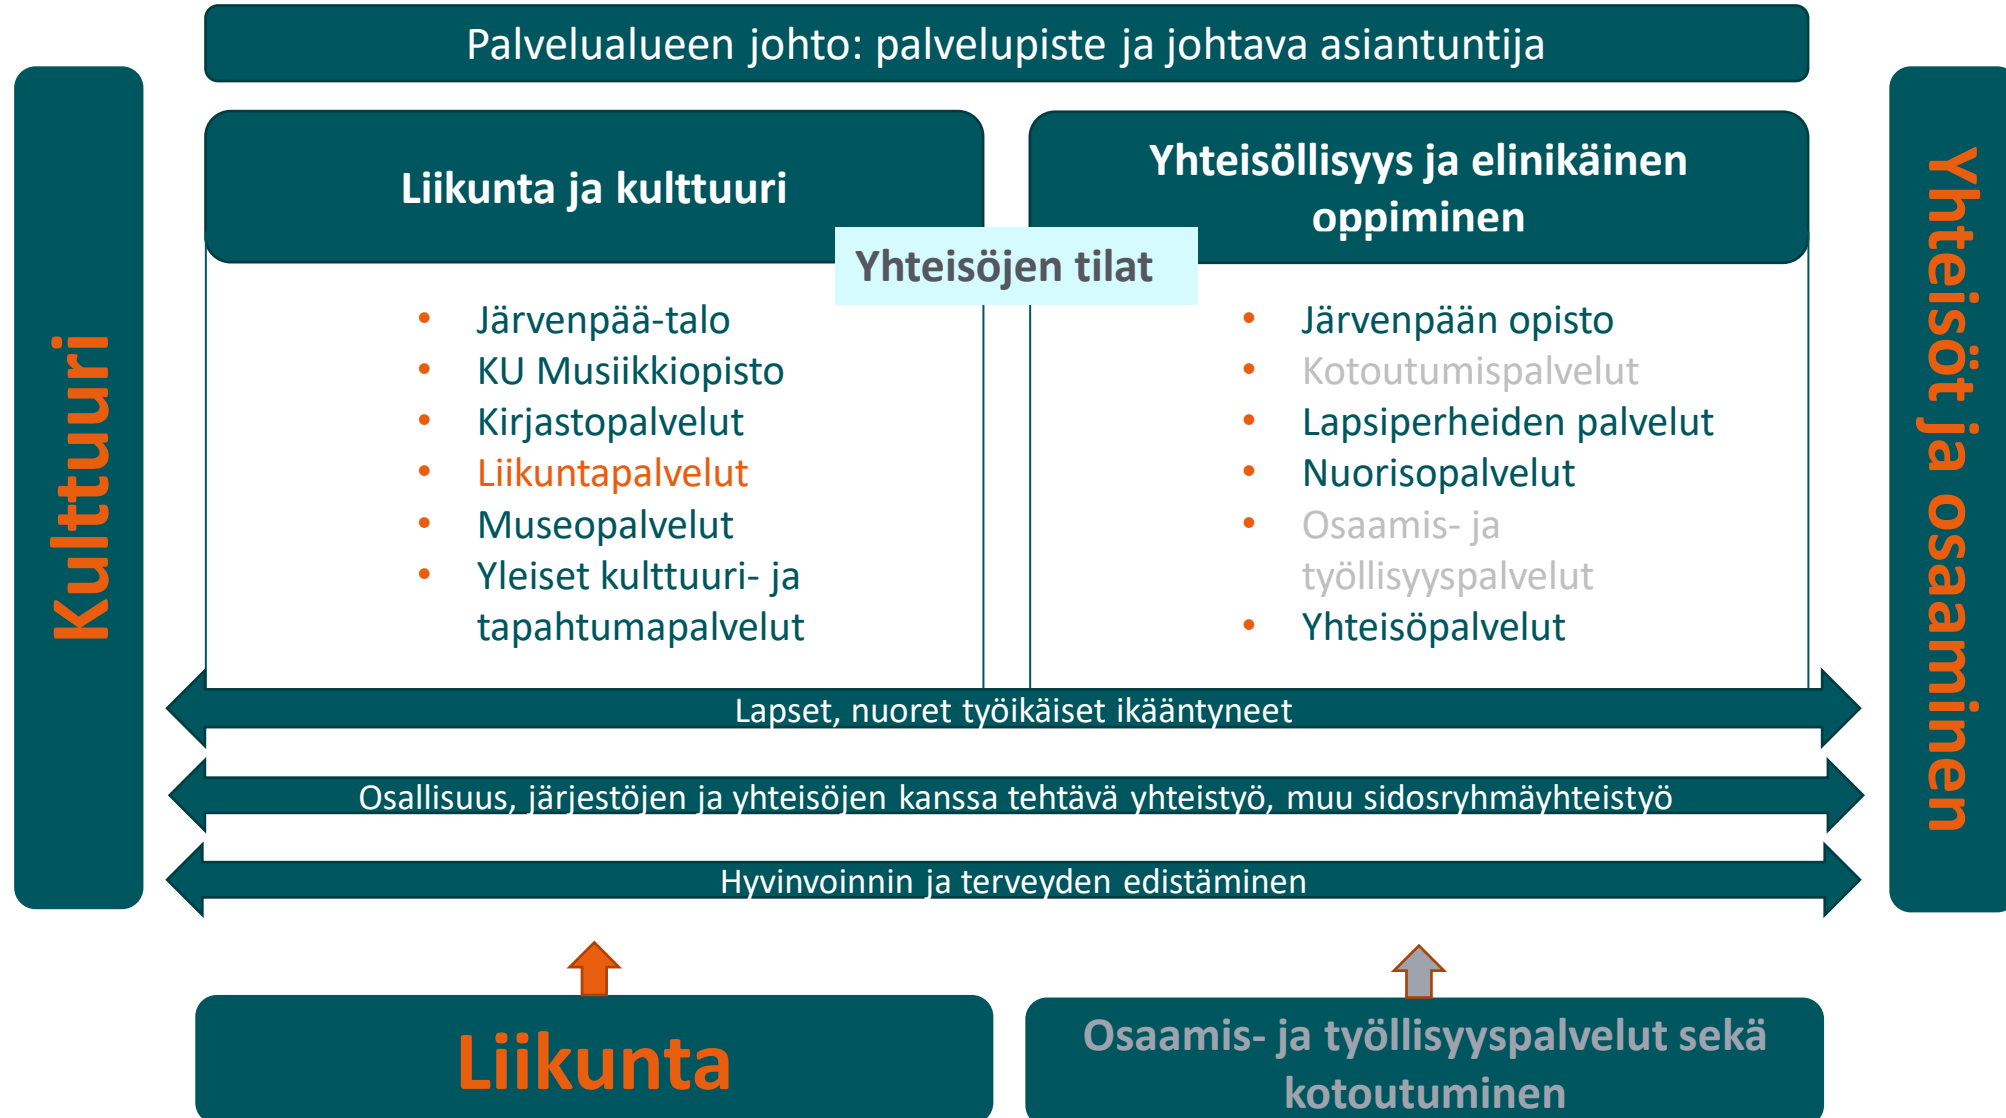 Palvelualueen johto: palvelupiste ja johtava asiantuntija
Kulttuuri
Liikunta ja kulttuuri
Yhteisöllisyys ja elinikäinen
oppiminen
Yhteisöjen tilat
• Järvenpää-talo
• KU Musiikkiopisto
• Kirjastopalvelut
• Liikuntapalvelut
• Museopalvelut
• Yleiset kulttuuri- ja
tapahtumapalvelut
• Järvenpään opisto
• Kotoutumispalvelut
• Lapsiperheiden palvelut
• Nuorisopalvelut
• Osaamis- ja
työllisyyspalvelut
• Yhteisöpalvelut
Yhteisöt ja osaaminen
Lapset, nuoret työikäiset ikääntyneet
Osallisuus, järjestöjen ja yhteisöjen kanssa tehtävä yhteistyö, muu sidosryhmäyhteistyö
Hyvinvoinnin ja terveyden edistäminen
Liikunta
Osaamis- ja työllisyyspalvelut sekä
kotoutuminen